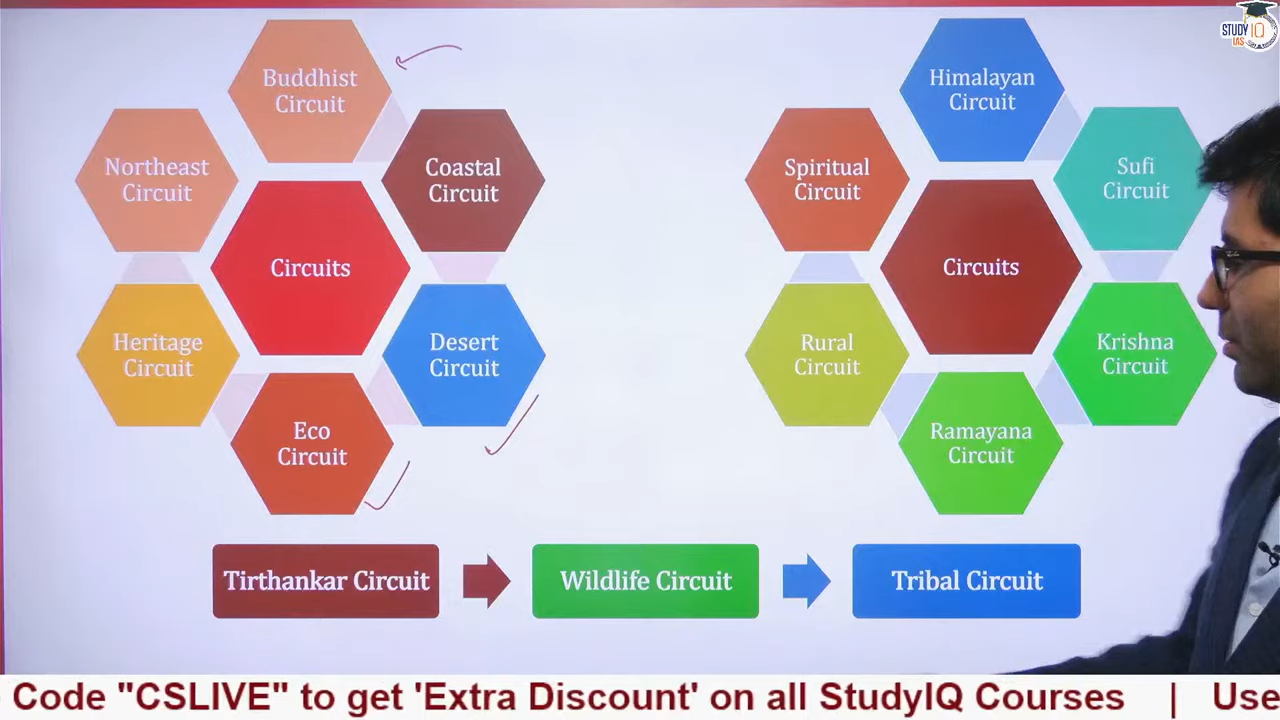 STUDY IQ
IAS
Buddhist
Circuit
Northeast
Circuit
Coastal
Circuit
Circuits
Heritage
Circuit
Desert
Circuit
Eco
Circuit
Himalayan
Circuit
Spiritual
Circuit
Sufi
Circuit
Circuits
Rural
Circuit
Krishna
Circuit
Ramayana
Circuit
Tirthankar Circuit
Wildlife Circuit
Tribal Circuit
Code "CSLIVE" to get 'Extra Discount' on all StudyIQ Courses | Use